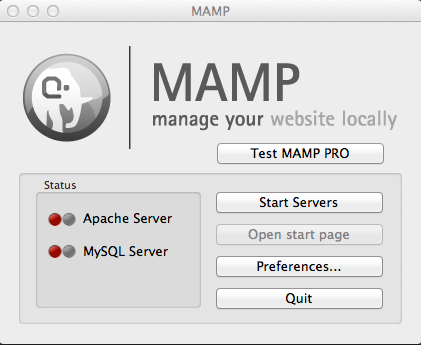 MAMP
MAMP
manage your website locally
Test MAMP PRO
Status
Apache Server
MySQL Server
Start Servers
Open start page
Preferences...
Quit